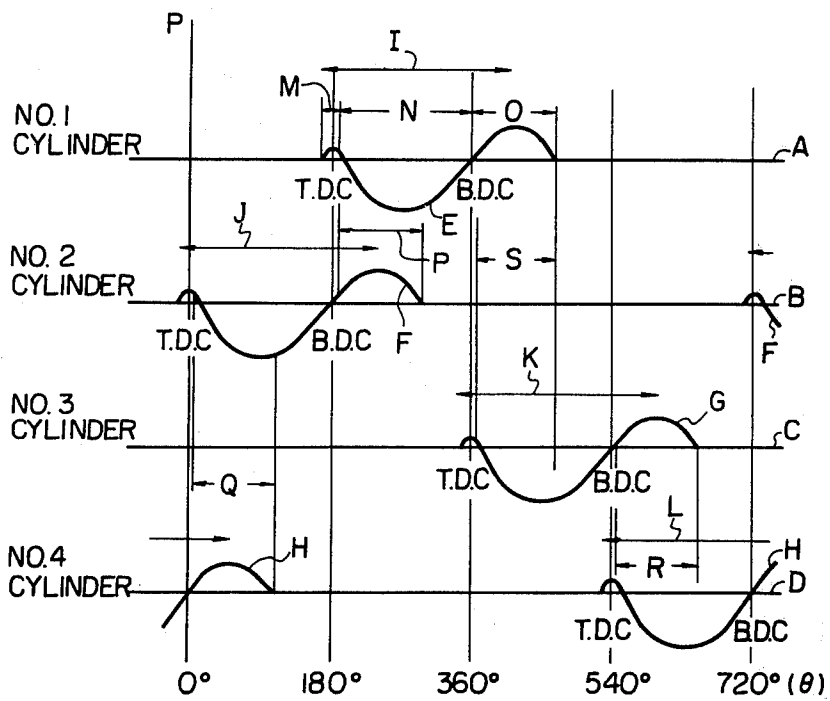 P
I
M
N
O
NO.1
CYLINDER
A
T.D.C
B.D.C
E
J
P
S
NO. 2
CYLINDER
B
T.D.C
B.D.C
F
F
K
NO. 3
CYLINDER
G
C
T.D.C
B.D.C
Q
L
NO.4
CYLINDER
H
R
H
D
T.D.C
B.D.C
0° 180° 360° 540° 720° (θ)